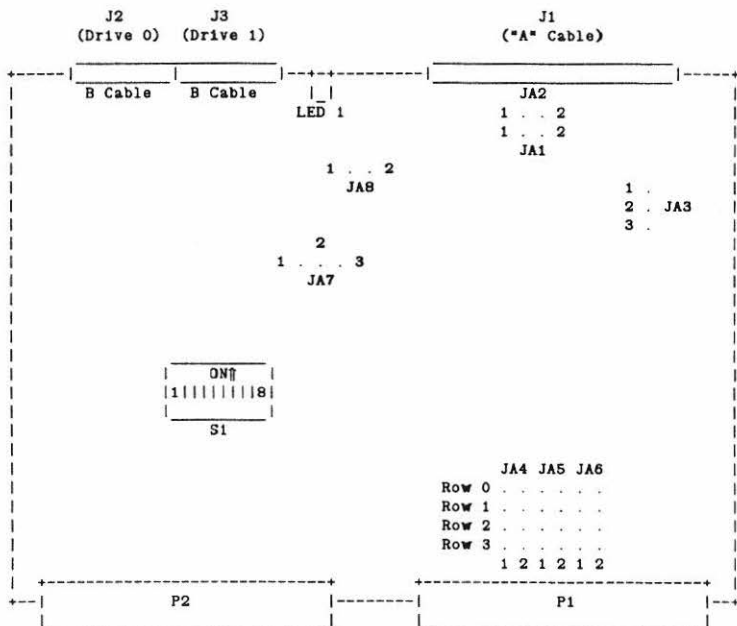 J2 J3 J1
(Drive 0) (Drive 1) ("A" Cable)
B Cable B Cable JA2
LED 1 1 . . 2
1 . . 2
JA1
1 . . 2
JA8 1 .
2 . JA3
3 .
2
1 . . . 3
JA7
ON⇑
1||||||||8
S1
JA4 JA5 JA6
Row 0 . . . . . .
Row 1 . . . . . .
Row 2 . . . . . .
Row 3 . . . . . .
1 2 1 2 1 2
P2 P1